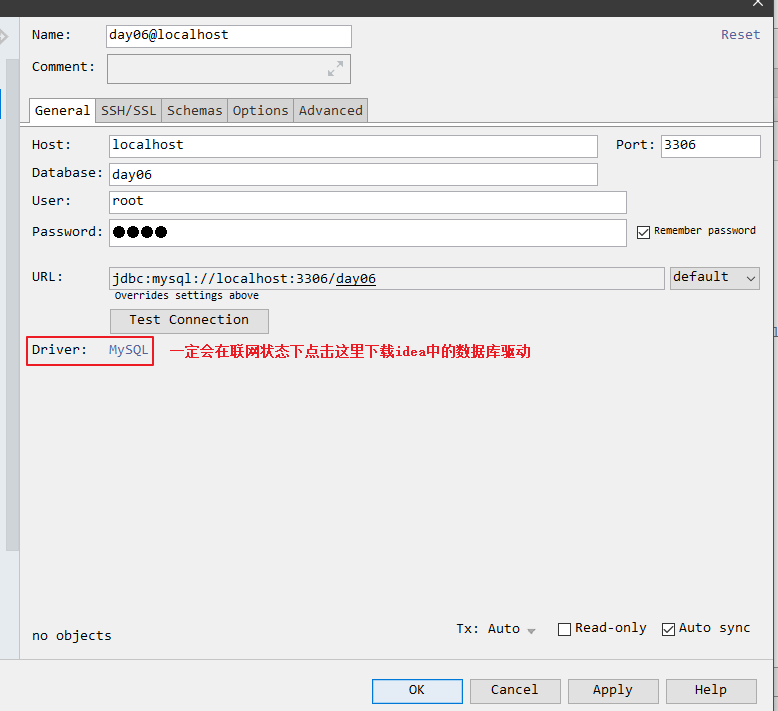 Name: day06@localhost Reset
Comment:
General SSH/SSL Schemas Options Advanced
Host: localhost Port: 3306
Database: day06
User: root
Password: ●●●● Remember password
URL: jdbc:mysql://localhost:3306/day06 default
Overrides settings above
Test Connection
Driver: MySQL 一定会在联网状态下点击这里下载idea中的数据库驱动
no objects Tx: Auto Read-only Auto sync
OK Cancel Apply Help